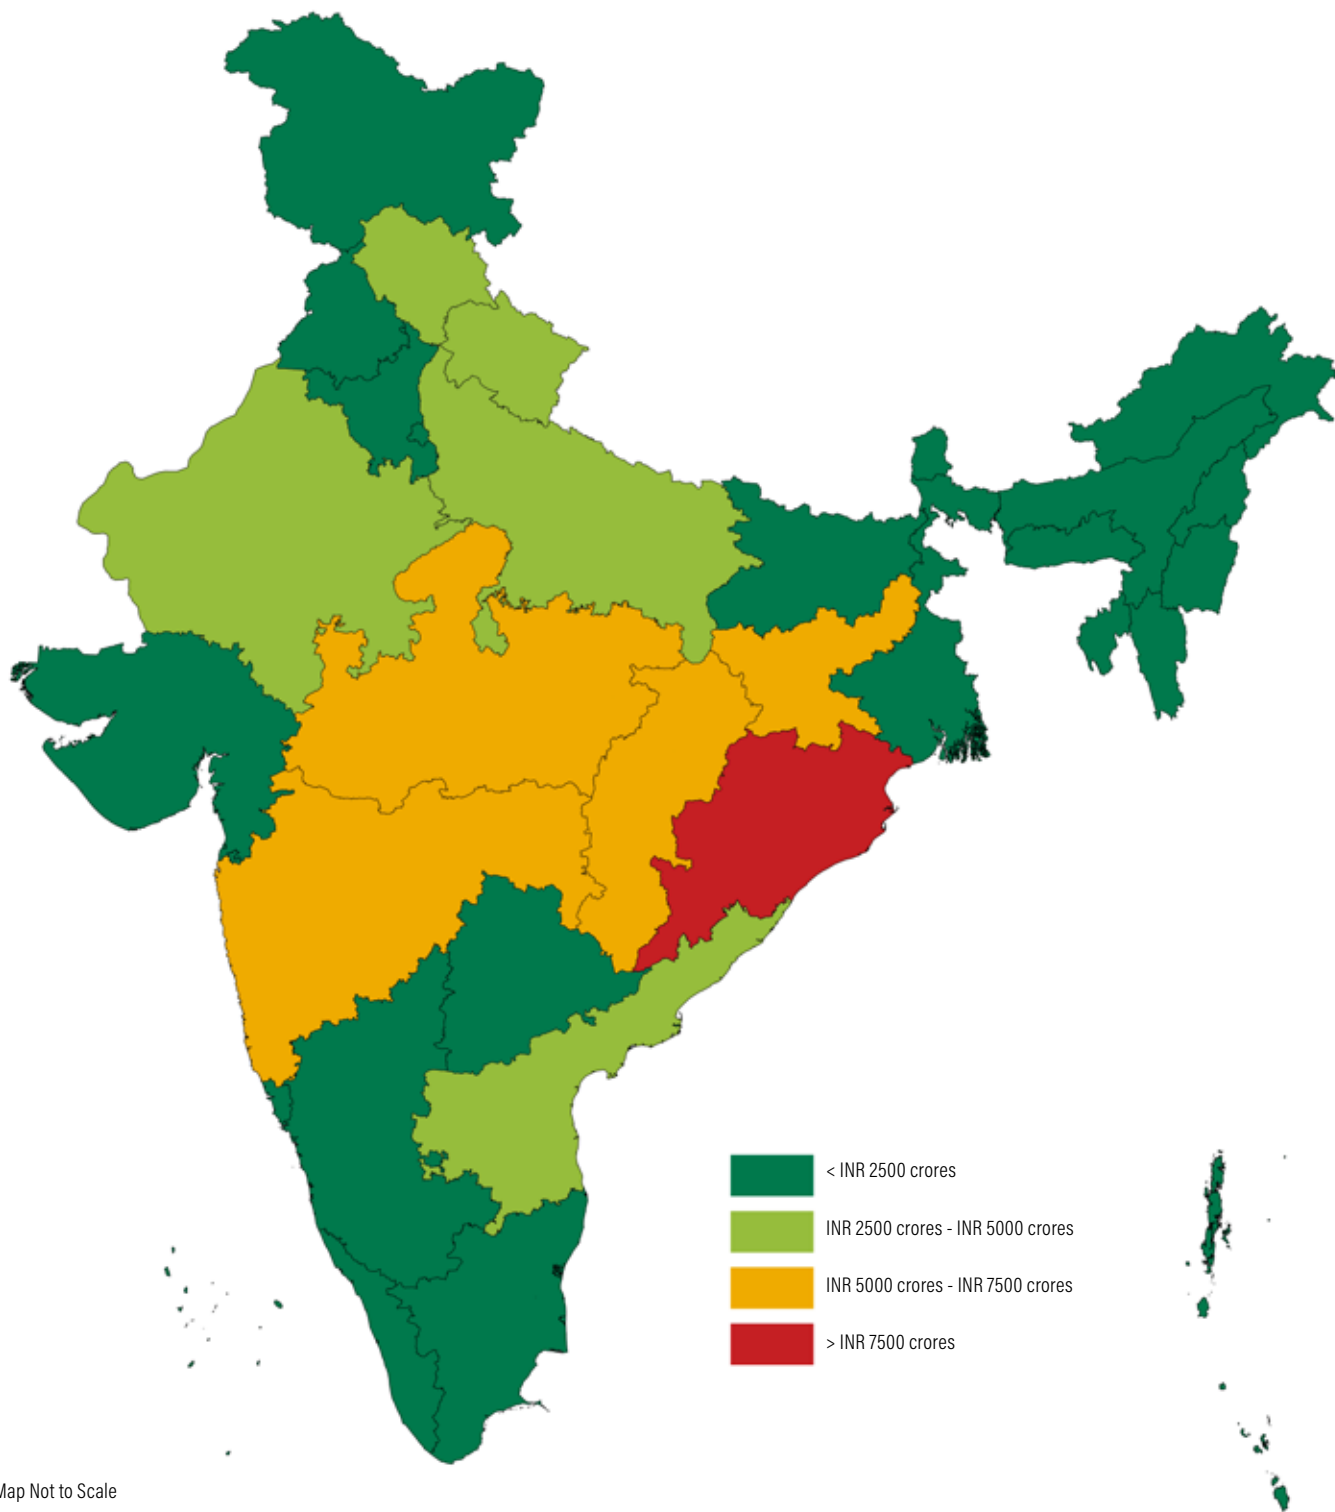 < INR 2500 crores
INR 2500 crores - INR 5000 crores
INR 5000 crores - INR 7500 crores
> INR 7500 crores
Map Not to Scale